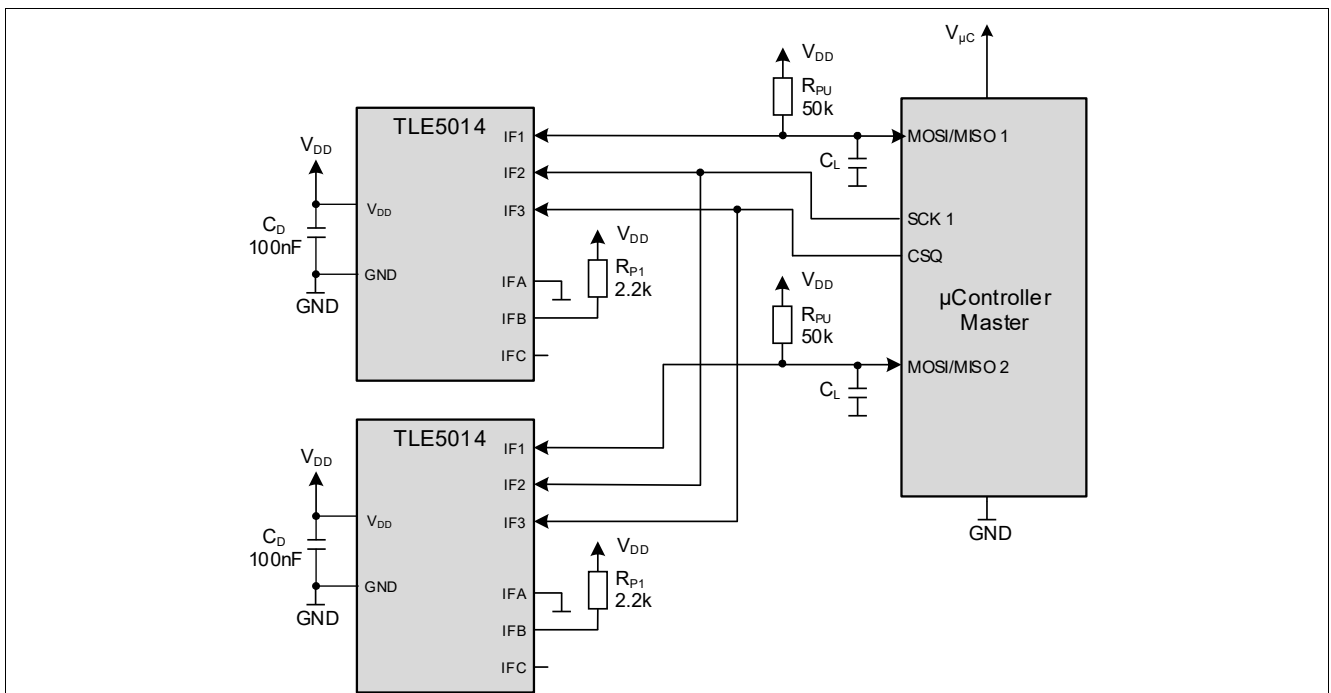 TLE5014
V_DD
C_D
100nF
GND
V_DD
GND
IF1
IF2
IF3
IFA
IFB
IFC
V_DD
R_P1
2.2k
V_DD
R_PU
50k
C_L
V_DD
R_PU
50k
C_L
V_µC
MOSI/MISO 1
SCK 1
CSQ
µController
Master
MOSI/MISO 2
GND
TLE5014
V_DD
C_D
100nF
GND
V_DD
GND
IF1
IF2
IF3
IFA
IFB
IFC
V_DD
R_P1
2.2k